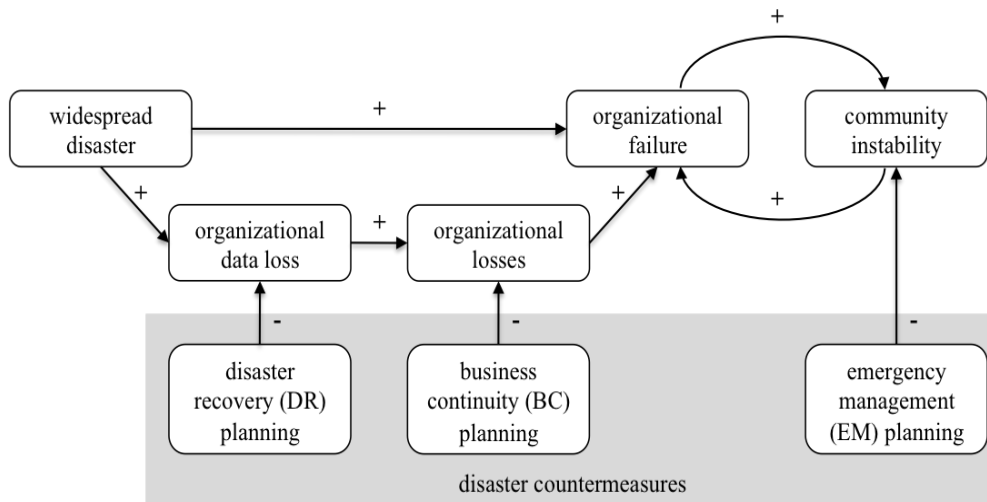 +
widespread
disaster
+
organizational
failure
community
instability
+
+
+
+
organizational
data loss
organizational
losses
-
-
-
disaster
recovery (DR)
planning
business
continuity (BC)
planning
emergency
management
(EM) planning
disaster countermeasures